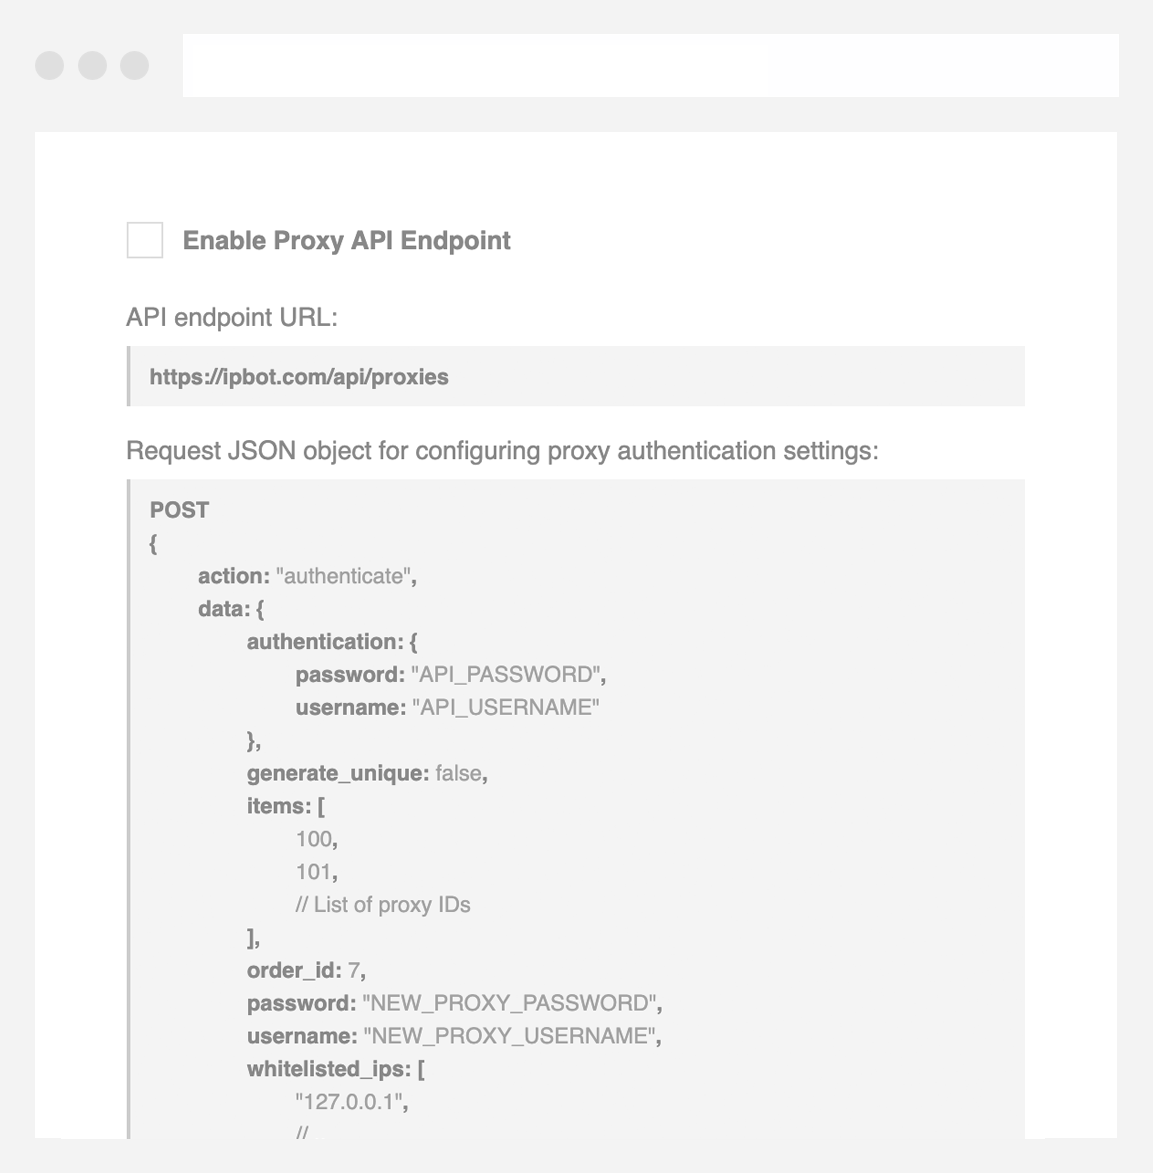 Enable Proxy API Endpoint
API endpoint URL:
https://ipbot.com/api/proxies
Request JSON object for configuring proxy authentication settings:
POST
{
action: "authenticate",
data: {
authentication: {
password: "API_PASSWORD",
username: "API_USERNAME"
},
generate_unique: false,
items: [
100,
101,
// List of proxy IDs
],
order_id: 7,
password: "NEW_PROXY_PASSWORD",
username: "NEW_PROXY_USERNAME",
whitelisted_ips: [
"127.0.0.1",
//